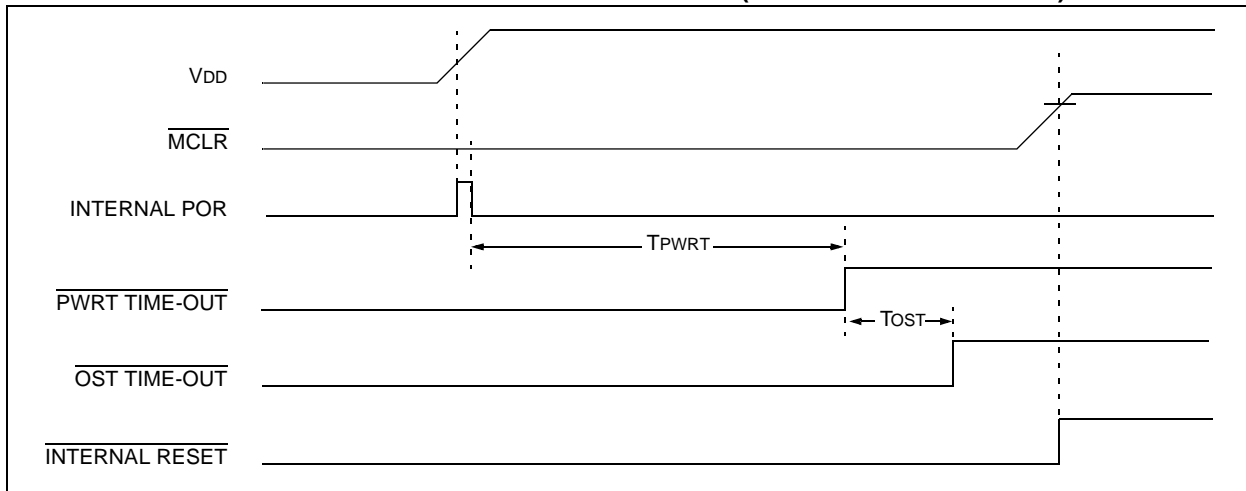 VDD
MCLR
INTERNAL POR
TPWRT
PWRT TIME-OUT
TOST
OST TIME-OUT
INTERNAL RESET